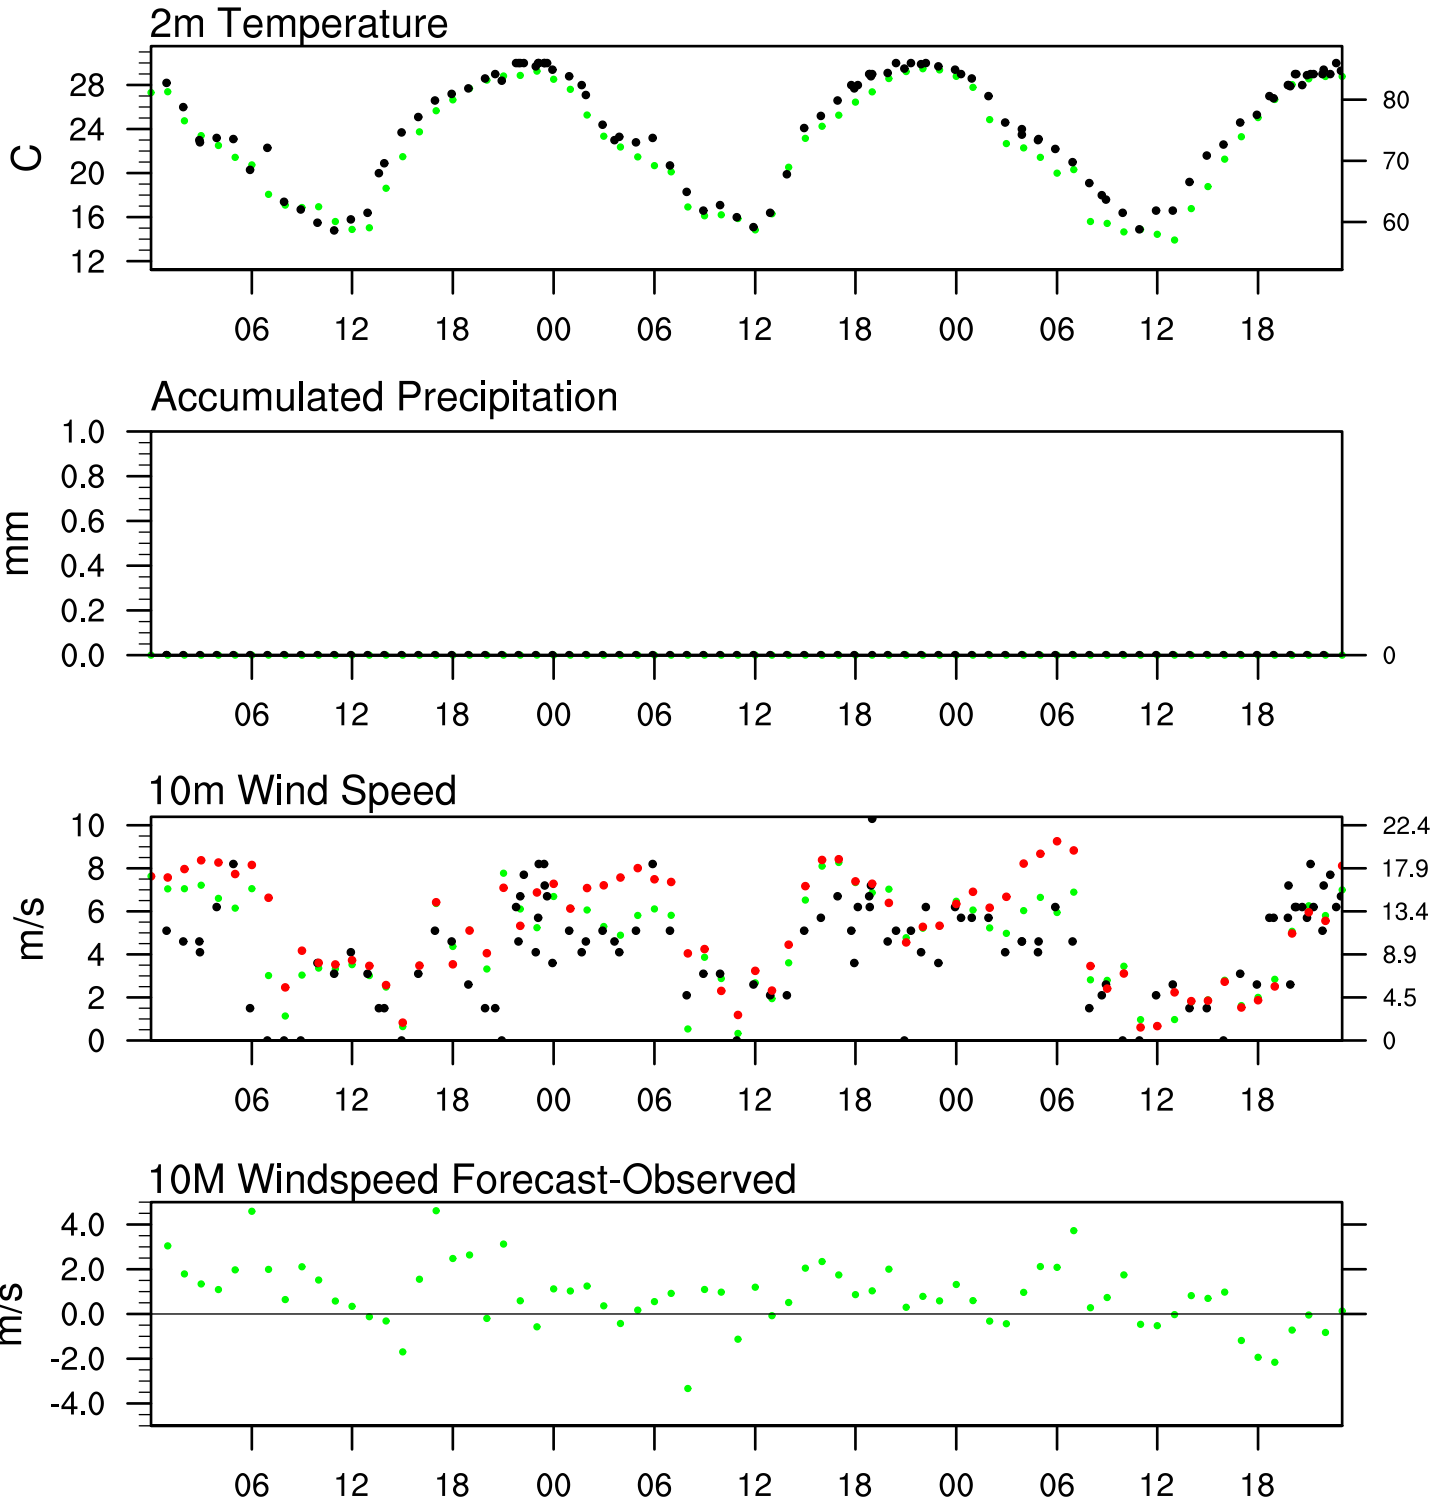 2m Temperature
28
24
20
16
12
C
80
70
60
06 12 18 00 06 12 18 00 06 12 18
Accumulated Precipitation
1.0
0.8
0.6
0.4
0.2
0.0
mm
0
06 12 18 00 06 12 18 00 06 12 18
10m Wind Speed
10
8
6
4
2
0
m/s
22.4
17.9
13.4
8.9
4.5
0
06 12 18 00 06 12 18 00 06 12 18
10M Windspeed Forecast-Observed
4.0
2.0
0.0
-2.0
-4.0
m/s
06 12 18 00 06 12 18 00 06 12 18